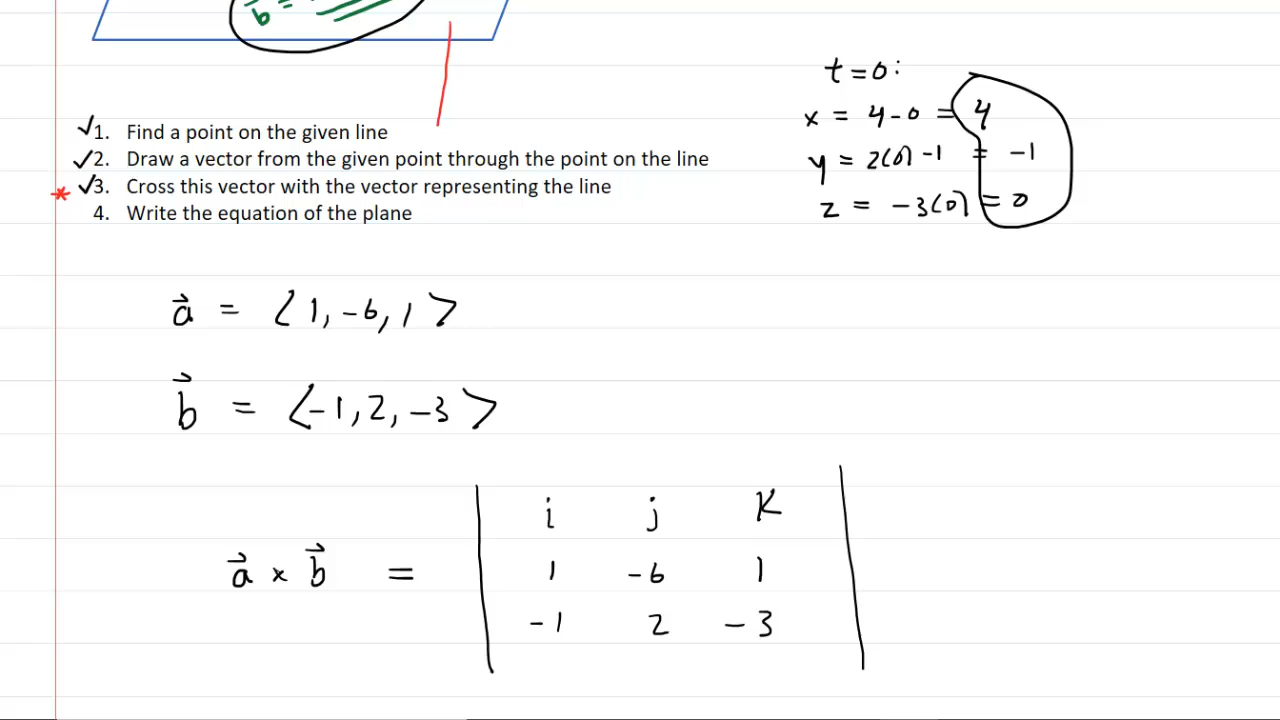 b⃗ =
t = 0 :
x = 4 - 0 = 4
y = 2(0) - 1 = -1
z = -3(0) = 0
✓1. Find a point on the given line
✓2. Draw a vector from the given point through the point on the line
* ✓3. Cross this vector with the vector representing the line
4. Write the equation of the plane
a⃗ = ⟨1, -6, 1⟩
b⃗ = ⟨-1, 2, -3⟩
i j K
a⃗ × b⃗ = 1 -6 1
-1 2 -3